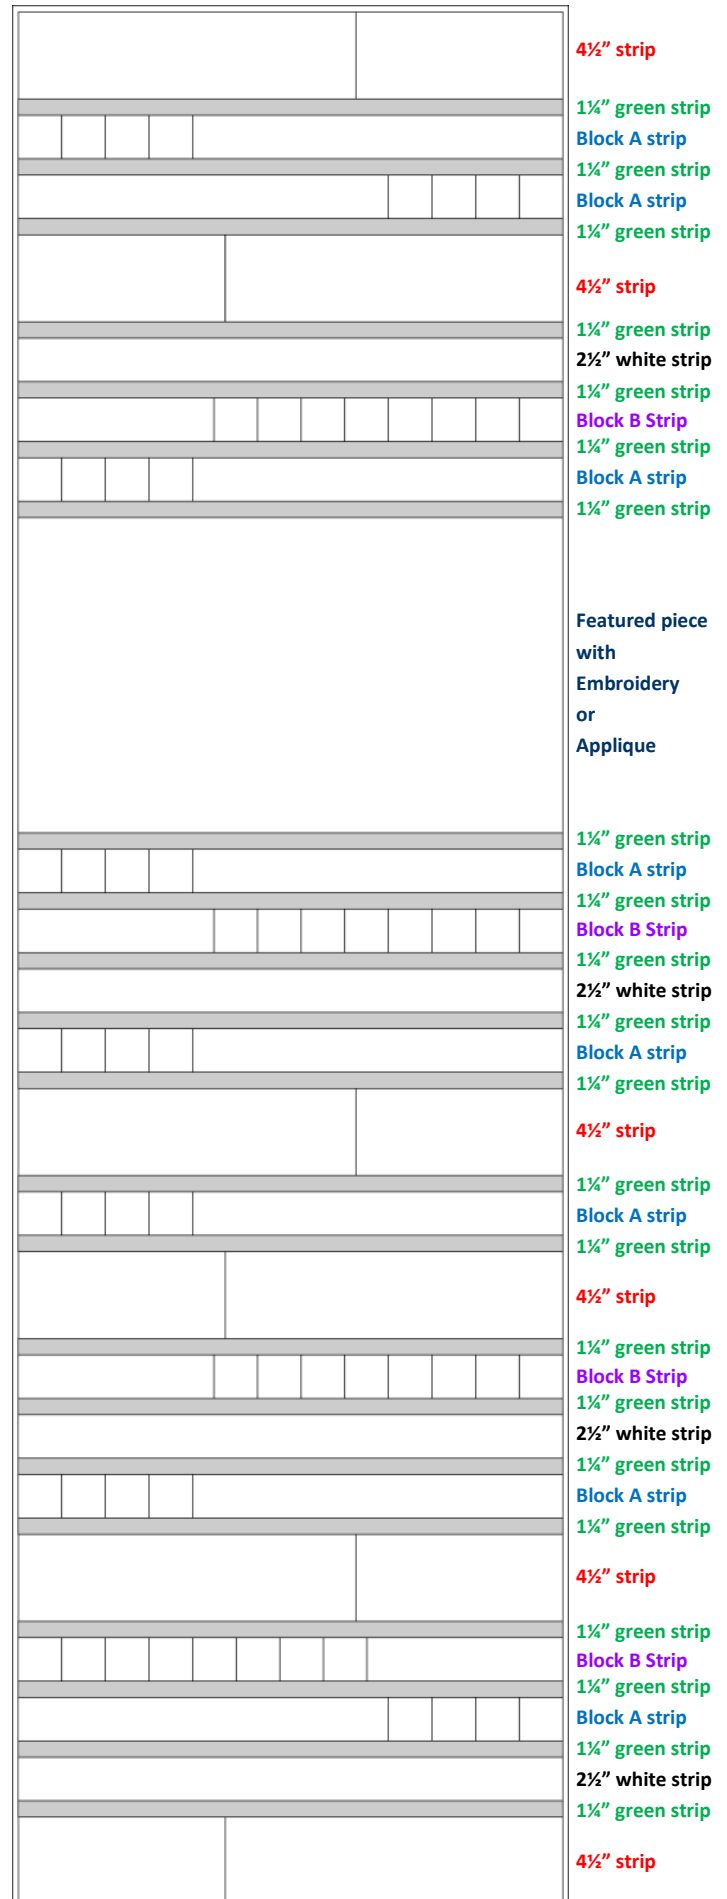 4½” strip
1¼” green strip
Block A strip
1¼” green strip
Block A strip
1¼” green strip
4½” strip
1¼” green strip
2½” white strip
1¼” green strip
Block B Strip
1¼” green strip
Block A strip
1¼” green strip
Featured piece
with
Embroidery
or
Applique
1¼” green strip
Block A strip
1¼” green strip
Block B Strip
1¼” green strip
2½” white strip
1¼” green strip
Block A strip
1¼” green strip
4½” strip
1¼” green strip
Block A strip
1¼” green strip
4½” strip
1¼” green strip
Block B Strip
1¼” green strip
2½” white strip
1¼” green strip
Block A strip
1¼” green strip
4½” strip
1¼” green strip
Block B Strip
1¼” green strip
Block A strip
1¼” green strip
2½” white strip
1¼” green strip
4½” strip